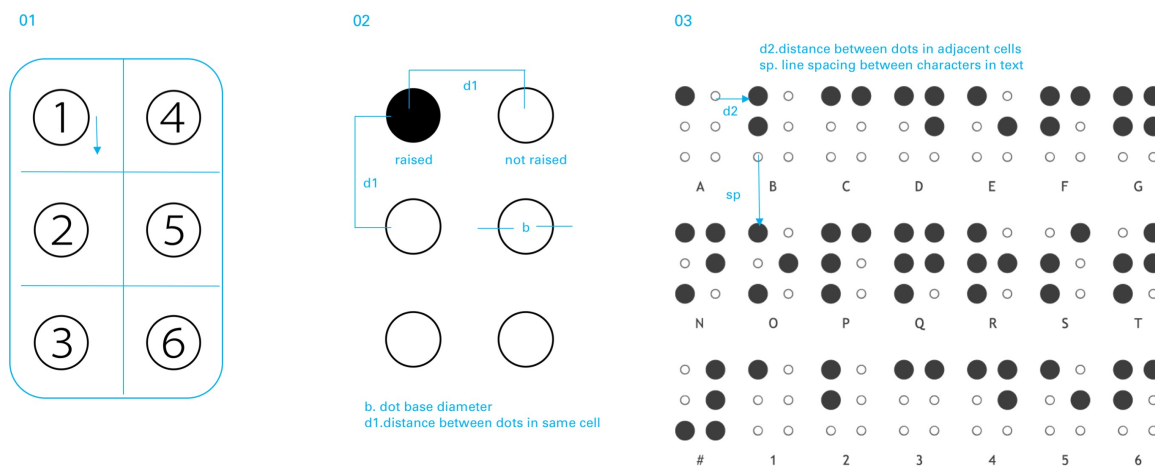 01
1
4
2
5
3
6
02
d1
raised
not raised
d1
b
b. dot base diameter
d1.distance between dots in same cell
03
d2.distance between dots in adjacent cells
sp. line spacing between characters in text
d2
A B C D E F G
sp
N O P Q R S T
# 1 2 3 4 5 6